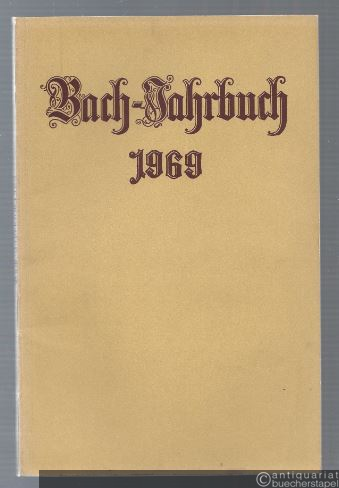 Bach-Jahrbuch
1969
© antiquariat
buecherstapel